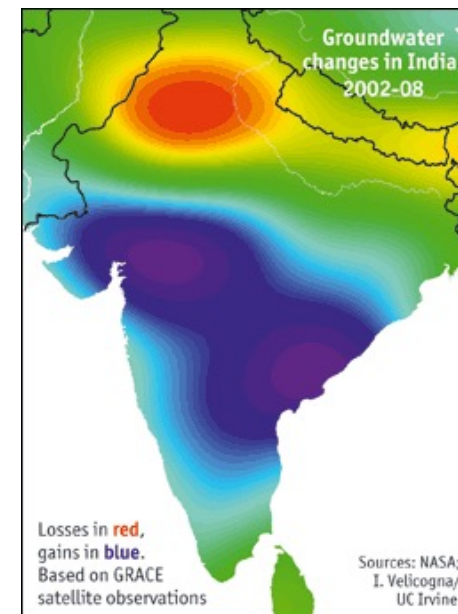 Groundwater
changes in India
2002-08
Losses in red,
gains in blue.
Based on GRACE
satellite observations
Sources: NASA;
I. Velicogna/
UC Irvine